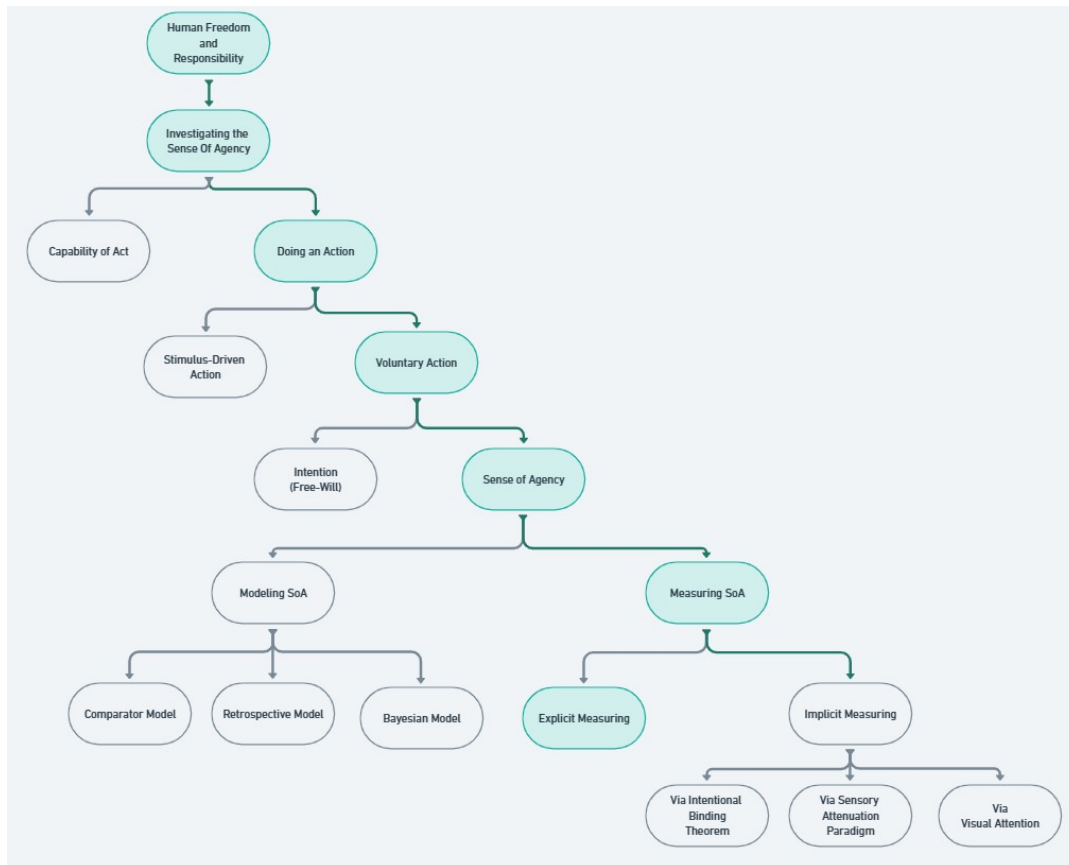 Human Freedom
and
Responsibility
Investigating the
Sense Of Agency
Capability of Act
Doing an Action
Stimulus-Driven
Action
Voluntary Action
Intention
(Free-Will)
Sense of Agency
Modeling SoA
Measuring SoA
Comparator Model
Retrospective Model
Bayesian Model
Explicit Measuring
Implicit Measuring
Via Intentional
Binding
Theorem
Via Sensory
Attenuation
Paradigm
Via
Visual Attention